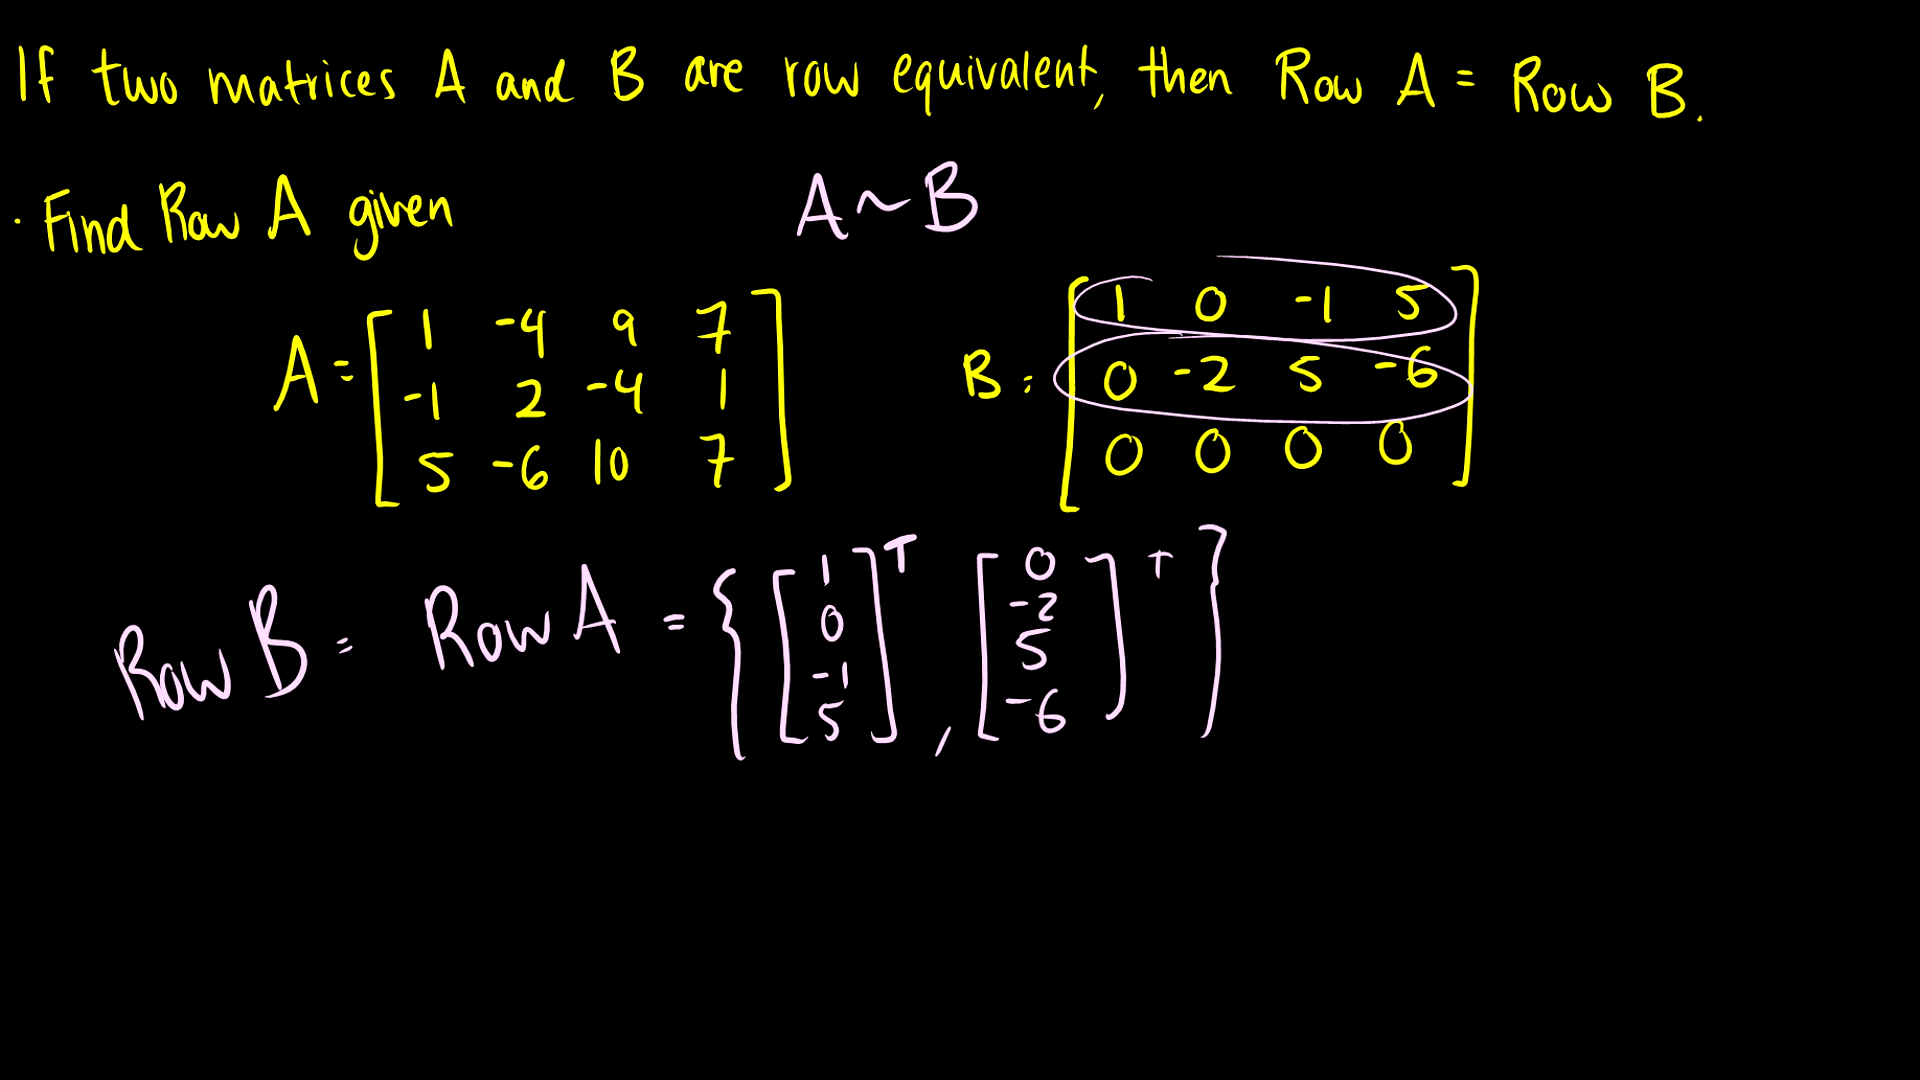 If two matrices A and B are row equivalent, then Row A = Row B.
· Find Row A given
A ~ B
A = [ 1 -4 9 7
-1 2 -4 1
5 -6 10 7 ]
B = [ 1 0 -1 5
0 -2 5 -6
0 0 0 0 ]
Row B = Row A = { [ 1 0 -1 5 ]^T , [ 0 -2 5 -6 ]^T }